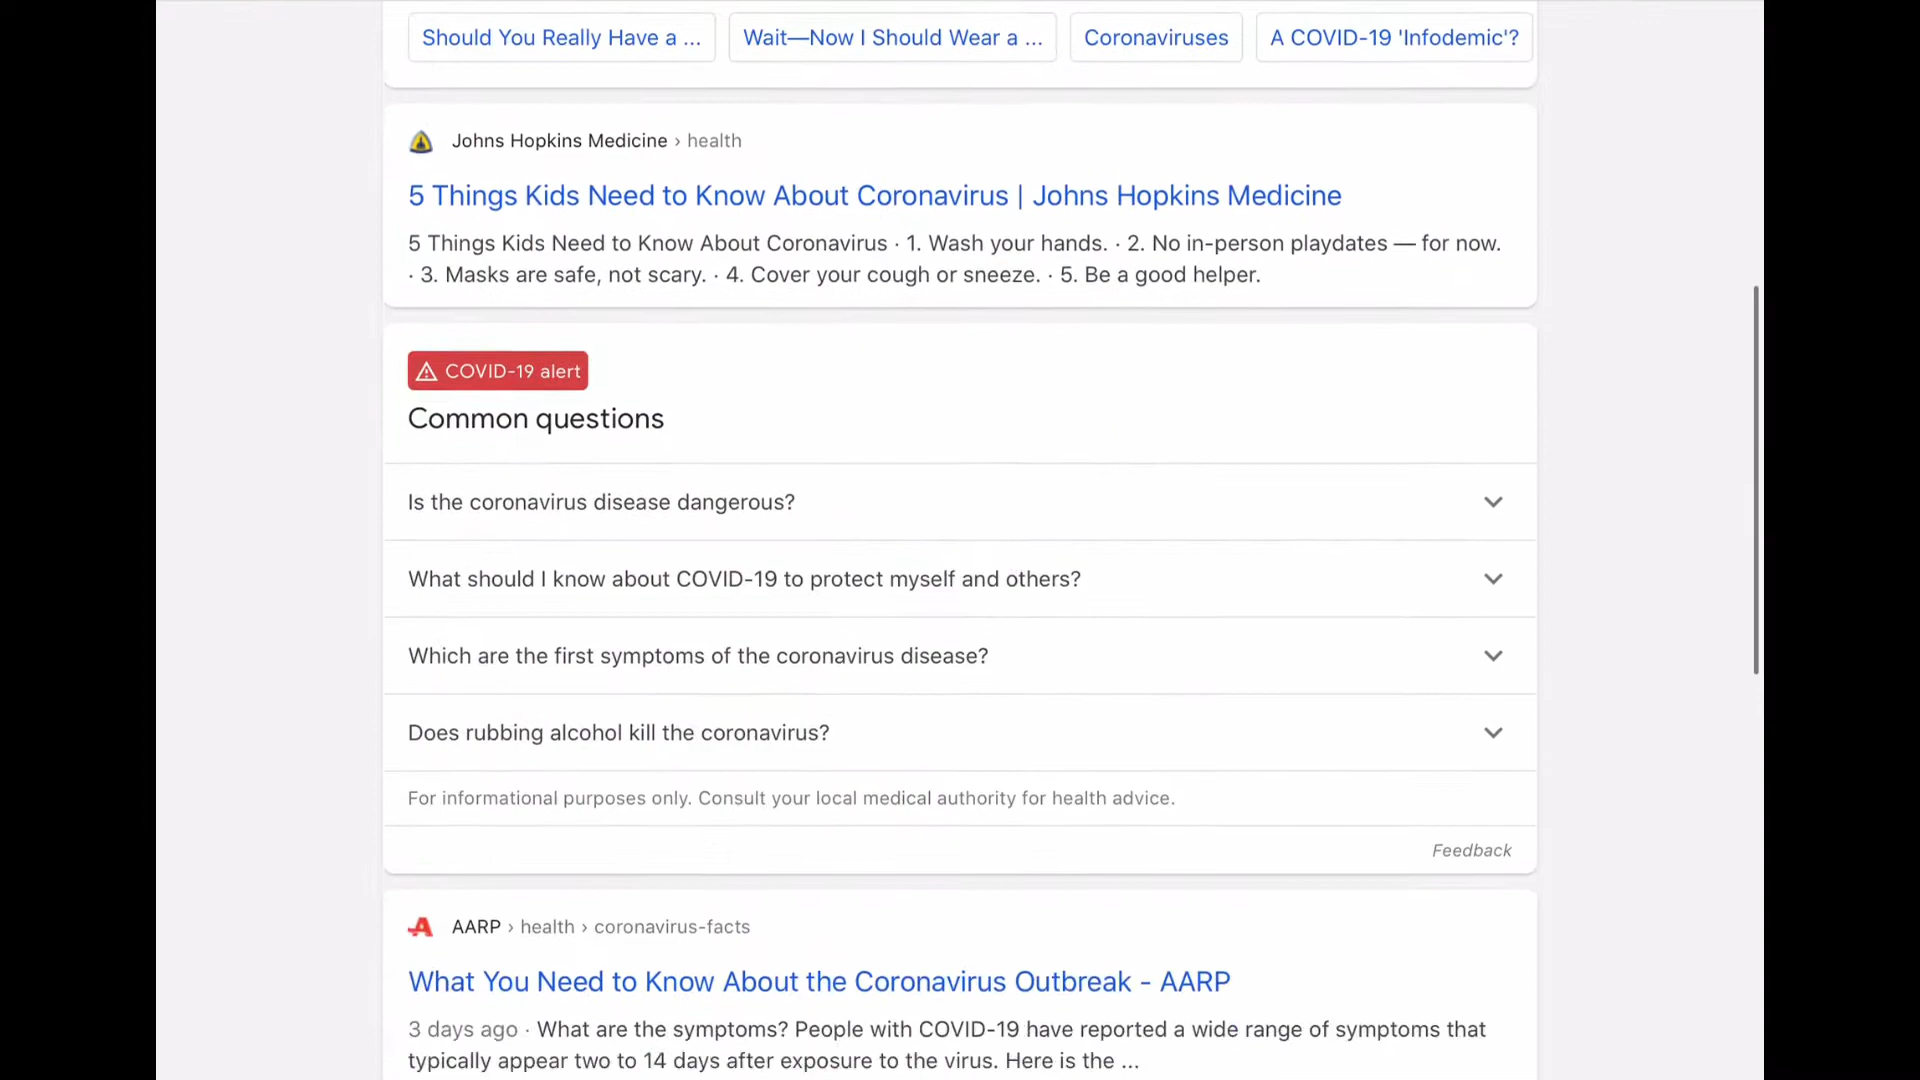 Should You Really Have a ...
Wait—Now I Should Wear a ...
Coronaviruses
A COVID-19 'Infodemic'?
Johns Hopkins Medicine › health
5 Things Kids Need to Know About Coronavirus | Johns Hopkins Medicine
5 Things Kids Need to Know About Coronavirus · 1. Wash your hands. · 2. No in-person playdates — for now.
· 3. Masks are safe, not scary. · 4. Cover your cough or sneeze. · 5. Be a good helper.
COVID-19 alert
Common questions
Is the coronavirus disease dangerous?
What should I know about COVID-19 to protect myself and others?
Which are the first symptoms of the coronavirus disease?
Does rubbing alcohol kill the coronavirus?
For informational purposes only. Consult your local medical authority for health advice.
Feedback
AARP › health › coronavirus-facts
What You Need to Know About the Coronavirus Outbreak - AARP
3 days ago · What are the symptoms? People with COVID-19 have reported a wide range of symptoms that
typically appear two to 14 days after exposure to the virus. Here is the ...